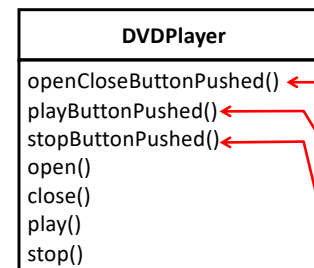 DVDPlayer
openCloseButtonPushed()
playButtonPushed()
stopButtonPushed()
open()
close()
play()
stop()